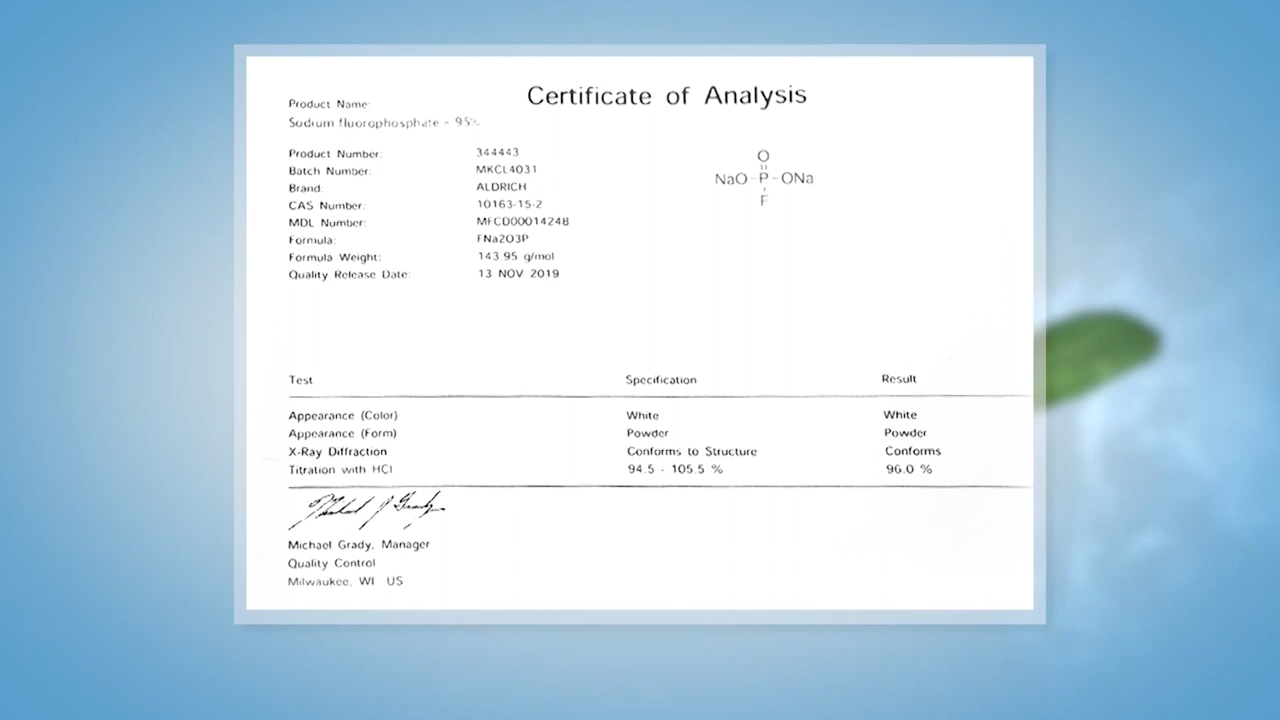 Certificate of Analysis
Product Name:
Sodium fluorophosphate - 95%
Product Number: 344443
Batch Number: MKCL4031
Brand: ALDRICH
CAS Number: 10163-15-2
MDL Number: MFCD00014248
Formula: FNa2O3P
Formula Weight: 143.95 g/mol
Quality Release Date: 13 NOV 2019
O
NaO-P-ONa
F
Test Specification Result
Appearance (Color) White White
Appearance (Form) Powder Powder
X-Ray Diffraction Conforms to Structure Conforms
Titration with HCl 94.5 - 105.5 % 96.0 %
Michael J Grady
Michael Grady, Manager
Quality Control
Milwaukee, WI US